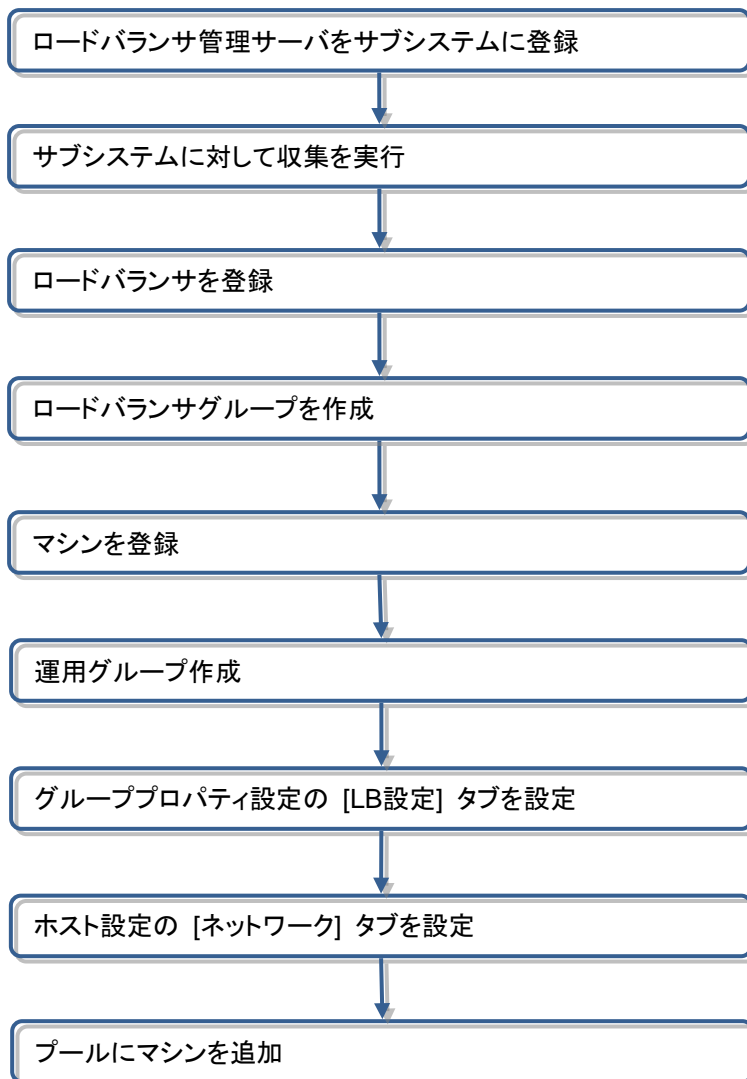 ロードバランサ管理サーバをサブシステムに登録
サブシステムに対して収集を実行
ロードバランサを登録
ロードバランサグループを作成
マシンを登録
運用グループ作成
グループプロパティ設定の [LB設定] タブを設定
ホスト設定の [ネットワーク] タブを設定
プールにマシンを追加